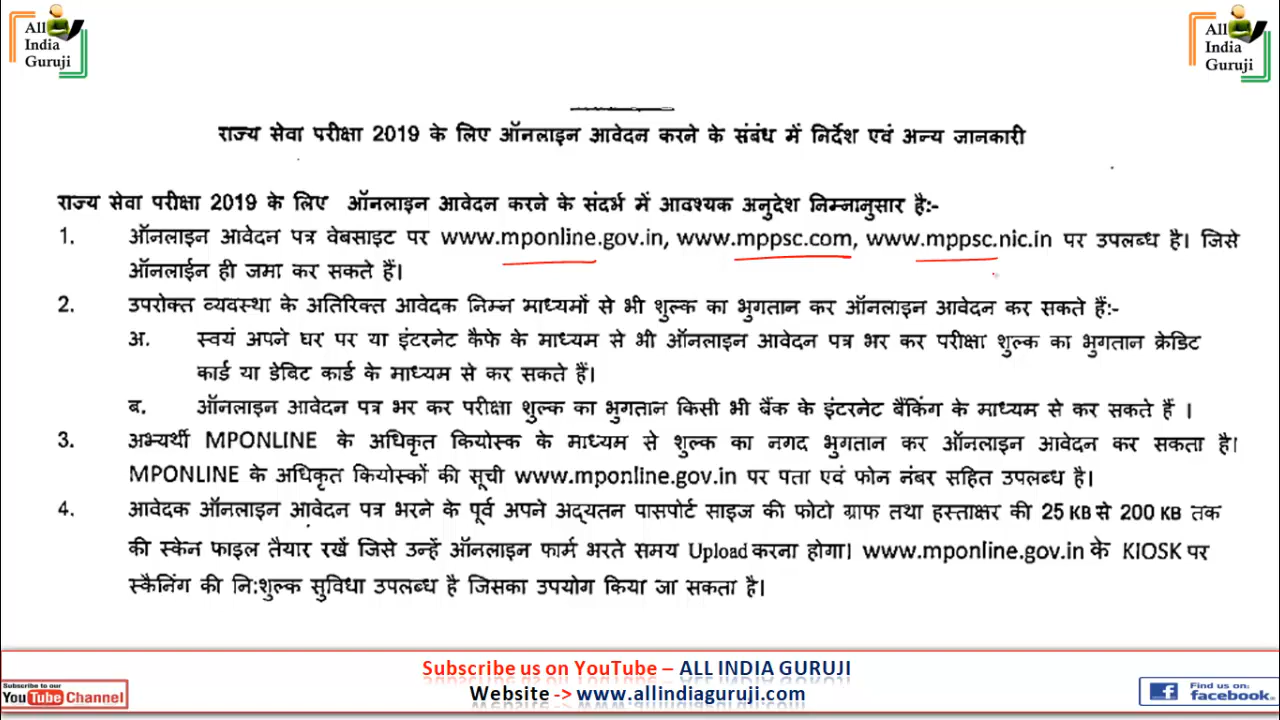 All
India
Guruji
All
India
Guruji
राज्य सेवा परीक्षा 2019 के लिए ऑनलाइन आवेदन करने के संबंध में निर्देश एवं अन्य जानकारी
राज्य सेवा परीक्षा 2019 के लिए ऑनलाइन आवेदन करने के संदर्भ में आवश्यक अनुदेश निम्नानुसार है:-
1. ऑनलाइन आवेदन पत्र वेबसाइट पर www.mponline.gov.in, www.mppsc.com, www.mppsc.nic.in पर उपलब्ध है। जिसे
ऑनलाईन ही जमा कर सकते हैं।
2. उपरोक्त व्यवस्था के अतिरिक्त आवेदक निम्न माध्यमों से भी शुल्क का भुगतान कर ऑनलाइन आवेदन कर सकते हैं:-
अ. स्वयं अपने घर पर या इंटरनेट कैफे के माध्यम से भी ऑनलाइन आवेदन पत्र भर कर परीक्षा शुल्क का भुगतान क्रेडिट
कार्ड या डेबिट कार्ड के माध्यम से कर सकते हैं।
ब. ऑनलाइन आवेदन पत्र भर कर परीक्षा शुल्क का भुगतान किसी भी बैंक के इंटरनेट बैंकिंग के माध्यम से कर सकते हैं ।
3. अभ्यर्थी MPONLINE के अधिकृत कियोस्क के माध्यम से शुल्क का नगद भुगतान कर ऑनलाइन आवेदन कर सकता है।
MPONLINE के अधिकृत कियोस्कों की सूची www.mponline.gov.in पर पता एवं फोन नंबर सहित उपलब्ध है।
4. आवेदक ऑनलाइन आवेदन पत्र भरने के पूर्व अपने अद्यतन पासपोर्ट साइज की फोटो ग्राफ तथा हस्ताक्षर की 25 KB से 200 KB तक
की स्केन फाइल तैयार रखें जिसे उन्हें ऑनलाइन फार्म भरते समय Upload करना होगा। www.mponline.gov.in के KIOSK पर
स्कैनिंग की नि:शुल्क सुविधा उपलब्ध है जिसका उपयोग किया जा सकता है।
Subscribe us on YouTube – ALL INDIA GURUJI
Website -> www.allindiaguruji.com
Subscribe to our
YouTube Channel
Find us on:
facebook.